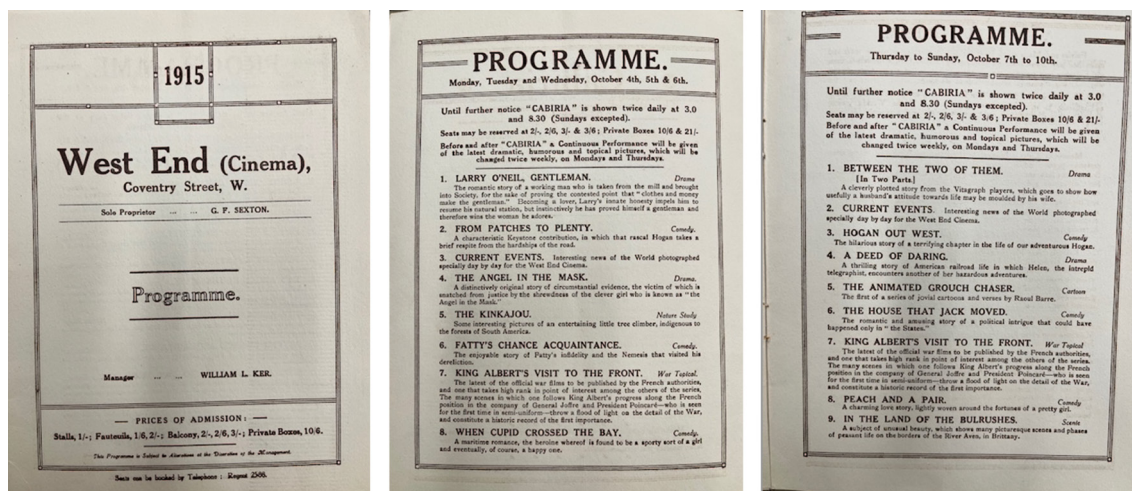 1915
West End (Cinema),
Coventry Street, W.
Sole Proprietor ... ... G. F. SEXTON.
Programme.
Manager ... ... WILLIAM L. KER.
PRICES OF ADMISSION:
Stalls, 1/-; Fauteuils, 1/6, 2/-; Balcony, 2/-, 2/6, 3/-; Private Boxes, 10/6.
This Programme is Subject to Alterations at the Discretion of the Management.
Seats can be booked by Telephone: Regent 2588.
PROGRAMME.
Monday, Tuesday and Wednesday, October 4th, 5th & 6th.
Until further notice "CABIRIA" is shown twice daily at 3.0
and 8.30 (Sundays excepted).
Seats may be reserved at 2/-, 2/6, 3/- & 3/6; Private Boxes 10/6 & 21/-
Before and after "CABIRIA" a Continuous Performance will be given
of the latest dramatic, humorous and topical pictures, which will be
changed twice weekly, on Mondays and Thursdays.
1. LARRY O'NEIL, GENTLEMAN. Drama
The romantic story of a working man who is taken from the mill and brought
into Society, for the sake of proving the contested point that "clothes and money
make the gentleman." Becoming a lover, Larry's innate honesty impels him to
resume his natural station, but instinctively he has proved himself a gentleman and
therefore wins the woman he adores.
2. FROM PATCHES TO PLENTY. Comedy.
A characteristic Keystone contribution, in which that rascal Hogan takes a
brief respite from the hardships of the road.
3. CURRENT EVENTS. Interesting news of the World photographed
specially day by day for the West End Cinema.
4. THE ANGEL IN THE MASK. Drama.
A distinctively original story of circumstantial evidence, the victim of which is
snatched from justice by the shrewdness of the clever girl who is known as "the
Angel in the Mask."
5. THE KINKAJOU. Nature Study
Some interesting pictures of an entertaining little tree climber, indigenous to
the forests of South America.
6. FATTY'S CHANCE ACQUAINTANCE. Comedy.
The enjoyable story of Fatty's infidelity and the Nemesis that visited his
dereliction.
7. KING ALBERT'S VISIT TO THE FRONT. War Topical.
The latest of the official war films to be published by the French authorities,
and one that takes high rank in point of interest among the others of the series.
The many scenes in which one follows King Albert's progress along the French
position in the company of General Joffre and President Poincaré—who is seen
for the first time in semi-uniform—throw a flood of light on the detail of the War,
and constitute a historic record of the first importance.
8. WHEN CUPID CROSSED THE BAY. Comedy.
A maritime romance, the heroine whereof is found to be a sporty sort of a girl
and eventually, of course, a happy one.
PROGRAMME.
Thursday to Sunday, October 7th to 10th.
Until further notice "CABIRIA" is shown twice daily at 3.0
and 8.30 (Sundays excepted).
Seats may be reserved at 2/-, 2/6, 3/- & 3/6; Private Boxes 10/6 & 21/-
Before and after "CABIRIA" a Continuous Performance will be given
of the latest dramatic, humorous and topical pictures, which will be
changed twice weekly, on Mondays and Thursdays.
1. BETWEEN THE TWO OF THEM. Drama
[In Two Parts]
A cleverly plotted story from the Vitagraph players, which goes to show how
usefully a husband's attitude towards life may be moulded by his wife.
2. CURRENT EVENTS. Interesting news of the World photographed
specially day by day for the West End Cinema.
3. HOGAN OUT WEST. Comedy
The hilarious story of a terrifying chapter in the life of our adventurous Hogan.
4. A DEED OF DARING. Drama
A thrilling story of American railroad life in which Helen, the intrepid
telegraphist, encounters another of her hazardous adventures.
5. THE ANIMATED GROUCH CHASER. Cartoon
The first of a series of jovial cartoons and verses by Raoul Barre.
6. THE HOUSE THAT JACK MOVED. Comedy
The romantic and amusing story of a political intrigue that could have
happened only in "the States."
7. KING ALBERT'S VISIT TO THE FRONT. War Topical
The latest of the official war films to be published by the French authorities,
and one that takes high rank in point of interest among the others of the series.
The many scenes in which one follows King Albert's progress along the French
position in the company of General Joffre and President Poincaré—who is seen
for the first time in semi-uniform—throw a flood of light on the detail of the War,
and constitute a historic record of the first importance.
8. PEACH AND A PAIR. Comedy
A charming love story, lightly woven around the fortunes of a pretty girl.
9. IN THE LAND OF THE BULRUSHES. Scenic
A subject of unusual beauty, which shows many picturesque scenes and phases
of peasant life on the borders of the River Aven, in Brittany.